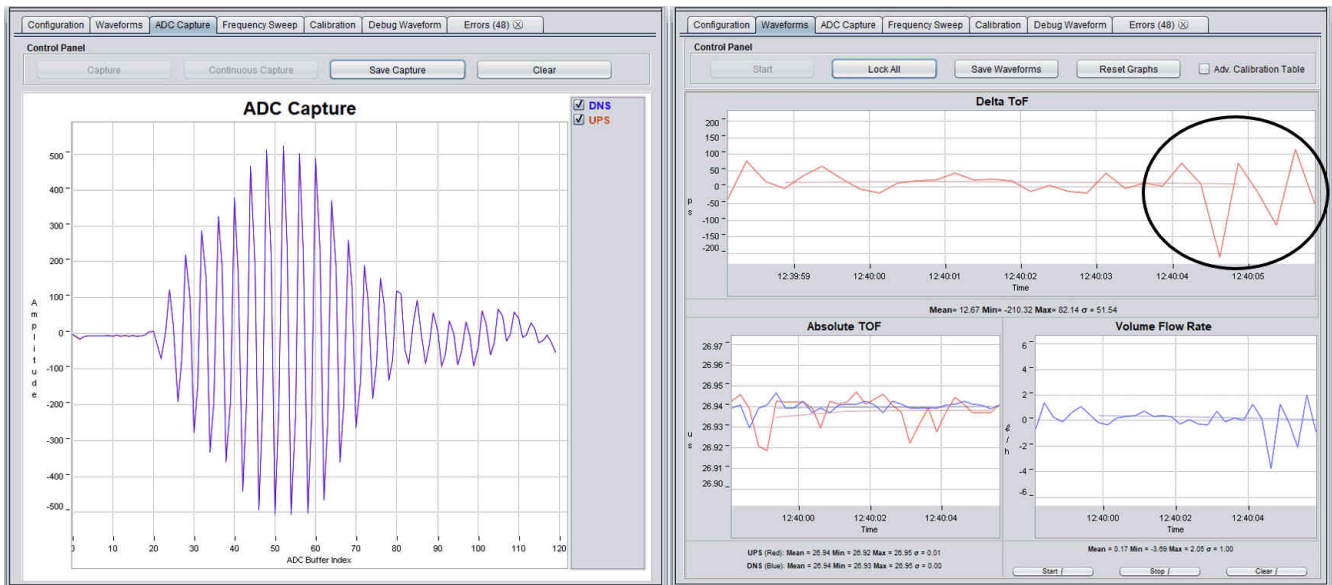 Configuration Waveforms ADC Capture Frequency Sweep Calibration Debug Waveform Errors (48)
Control Panel
Capture Continuous Capture Save Capture Clear
ADC Capture
DNS
UPS
500
400
300
200
100
0
-100
-200
-300
-400
-500
Amplitude
0 10 20 30 40 50 60 70 80 90 100 110 120
ADC Buffer Index
Configuration Waveforms ADC Capture Frequency Sweep Calibration Debug Waveform Errors (48)
Control Panel
Start Lock All Save Waveforms Reset Graphs Adv. Calibration Table
Delta ToF
200
150
100
50
0
-50
-100
-150
-200
ps
12:39:59 12:40:00 12:40:01 12:40:02 12:40:03 12:40:04 12:40:05
Time
Mean= 12.67 Min= -210.32 Max= 82.14 σ = 51.54
Absolute TOF
26.97
26.96
26.95
26.94
26.93
26.92
26.91
26.90
us
12:40:00 12:40:02 12:40:04
Time
UPS (Red): Mean = 26.94 Min = 26.92 Max = 26.95 σ = 0.01
DNS (Blue): Mean = 26.94 Min = 26.93 Max = 26.95 σ = 0.00
Volume Flow Rate
6
4
2
0
-2
-4
-6
ℓ/h
12:40:00 12:40:02 12:40:04
Time
Mean = 0.17 Min = -3.69 Max = 2.05 σ = 1.00
Start ∫ Stop ∫ Clear ∫